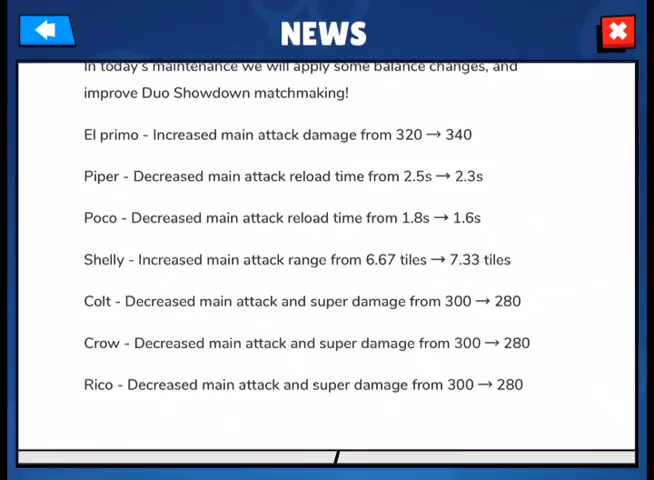 NEWS
In today's maintenance we will apply some balance changes, and
improve Duo Showdown matchmaking!
El primo - Increased main attack damage from 320 → 340
Piper - Decreased main attack reload time from 2.5s → 2.3s
Poco - Decreased main attack reload time from 1.8s → 1.6s
Shelly - Increased main attack range from 6.67 tiles → 7.33 tiles
Colt - Decreased main attack and super damage from 300 → 280
Crow - Decreased main attack and super damage from 300 → 280
Rico - Decreased main attack and super damage from 300 → 280